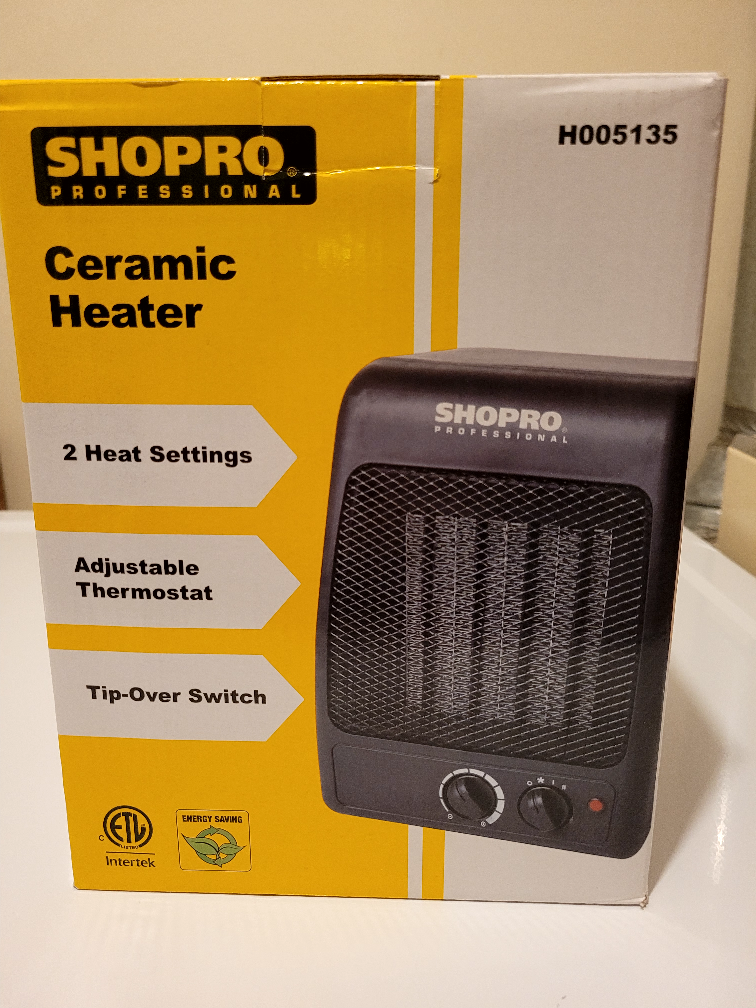 SHOPRO®
PROFESSIONAL
H005135
Ceramic
Heater
2 Heat Settings
Adjustable
Thermostat
Tip-Over Switch
SHOPRO®
PROFESSIONAL
C ETL
LISTED
Intertek
ENERGY SAVING